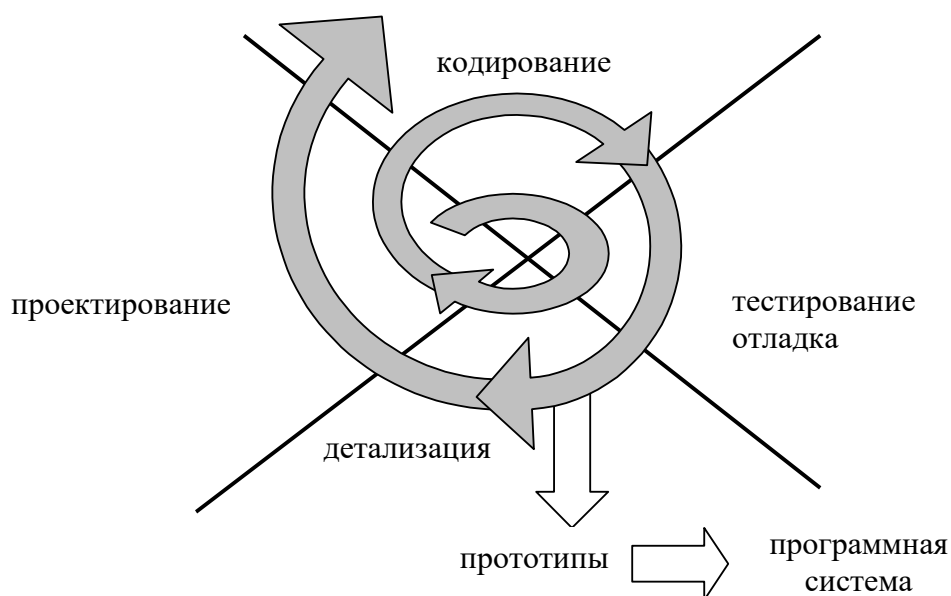 кодирование
проектирование
тестирование
отладка
детализация
прототипы
программная
система